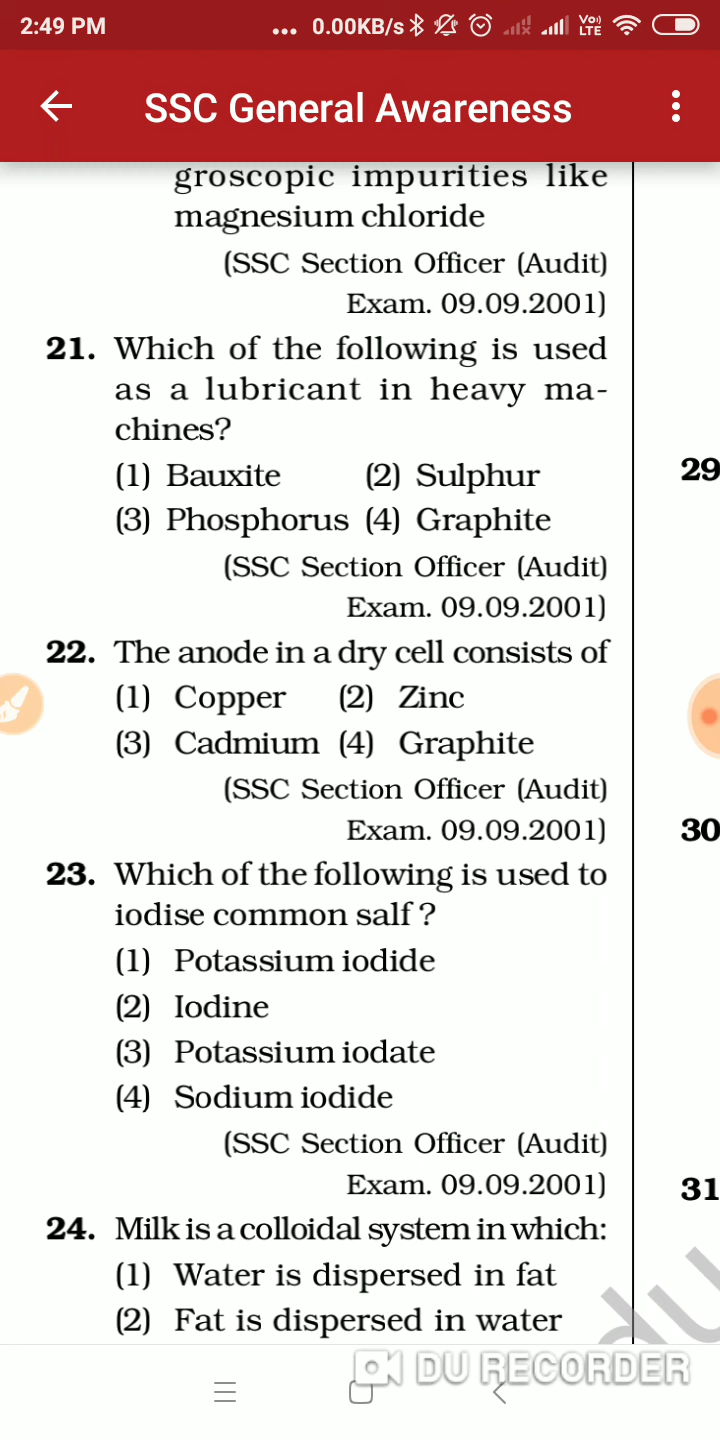 2:49 PM
... 0.00KB/s Vo)) LTE
SSC General Awareness
groscopic impurities like
magnesium chloride
(SSC Section Officer (Audit)
Exam. 09.09.2001)
21. Which of the following is used
as a lubricant in heavy ma-
chines?
(1) Bauxite (2) Sulphur
(3) Phosphorus (4) Graphite
(SSC Section Officer (Audit)
Exam. 09.09.2001)
22. The anode in a dry cell consists of
(1) Copper (2) Zinc
(3) Cadmium (4) Graphite
(SSC Section Officer (Audit)
Exam. 09.09.2001)
23. Which of the following is used to
iodise common salf ?
(1) Potassium iodide
(2) Iodine
(3) Potassium iodate
(4) Sodium iodide
(SSC Section Officer (Audit)
Exam. 09.09.2001)
24. Milk is a colloidal system in which:
(1) Water is dispersed in fat
(2) Fat is dispersed in water
29
30
31
du
DU RECORDER